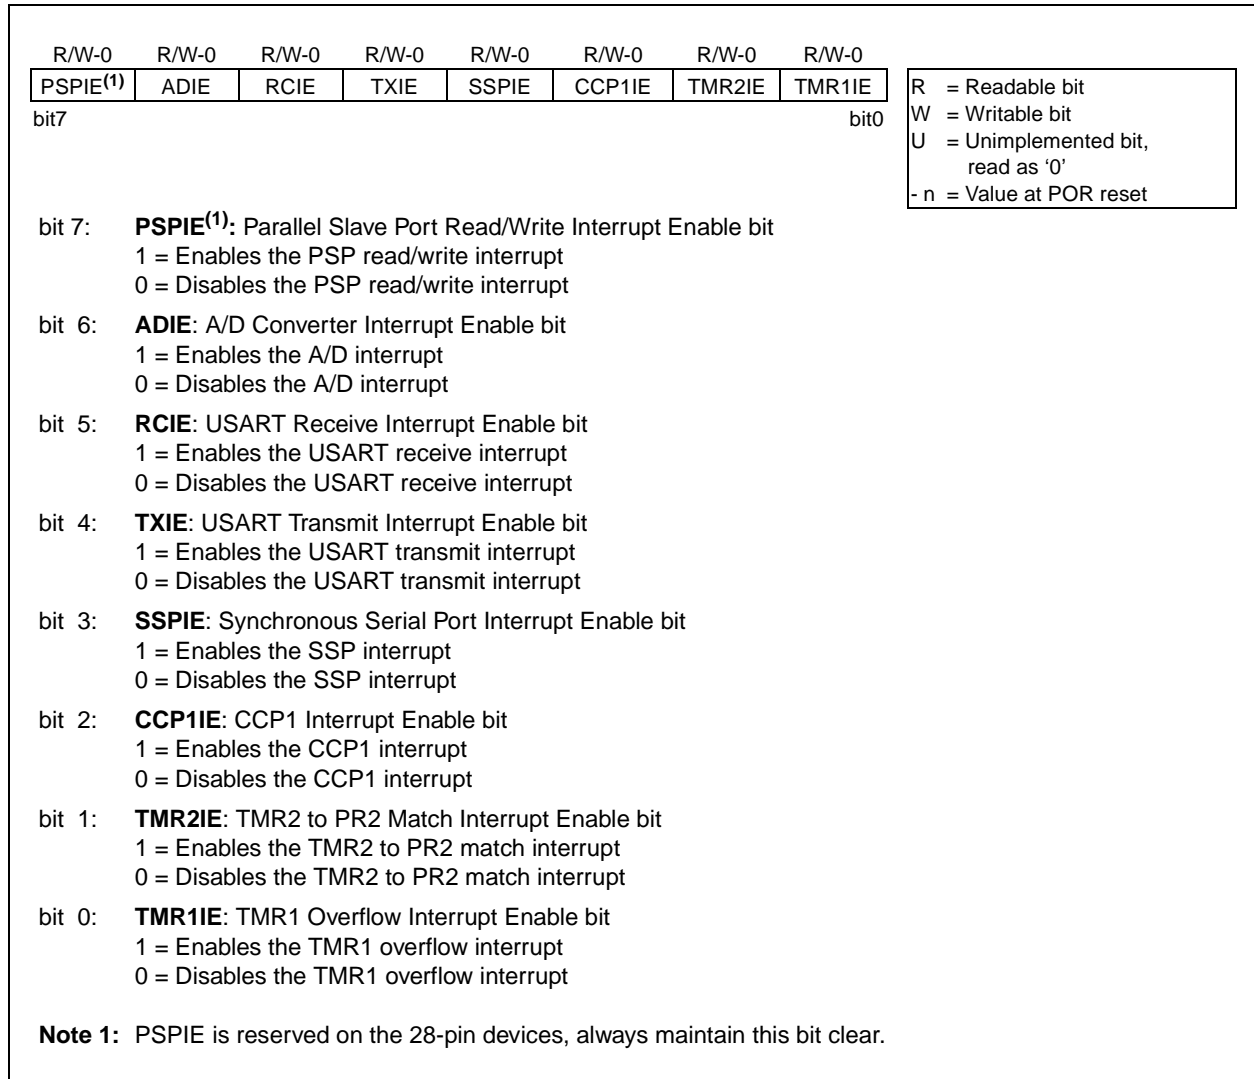 R/W-0 R/W-0 R/W-0 R/W-0 R/W-0 R/W-0 R/W-0 R/W-0
PSPIE(1) ADIE RCIE TXIE SSPIE CCP1IE TMR2IE TMR1IE
bit7 bit0
R = Readable bit
W = Writable bit
U = Unimplemented bit,
read as ‘0’
- n = Value at POR reset
bit 7: PSPIE(1): Parallel Slave Port Read/Write Interrupt Enable bit
1 = Enables the PSP read/write interrupt
0 = Disables the PSP read/write interrupt
bit 6: ADIE: A/D Converter Interrupt Enable bit
1 = Enables the A/D interrupt
0 = Disables the A/D interrupt
bit 5: RCIE: USART Receive Interrupt Enable bit
1 = Enables the USART receive interrupt
0 = Disables the USART receive interrupt
bit 4: TXIE: USART Transmit Interrupt Enable bit
1 = Enables the USART transmit interrupt
0 = Disables the USART transmit interrupt
bit 3: SSPIE: Synchronous Serial Port Interrupt Enable bit
1 = Enables the SSP interrupt
0 = Disables the SSP interrupt
bit 2: CCP1IE: CCP1 Interrupt Enable bit
1 = Enables the CCP1 interrupt
0 = Disables the CCP1 interrupt
bit 1: TMR2IE: TMR2 to PR2 Match Interrupt Enable bit
1 = Enables the TMR2 to PR2 match interrupt
0 = Disables the TMR2 to PR2 match interrupt
bit 0: TMR1IE: TMR1 Overflow Interrupt Enable bit
1 = Enables the TMR1 overflow interrupt
0 = Disables the TMR1 overflow interrupt
Note 1: PSPIE is reserved on the 28-pin devices, always maintain this bit clear.